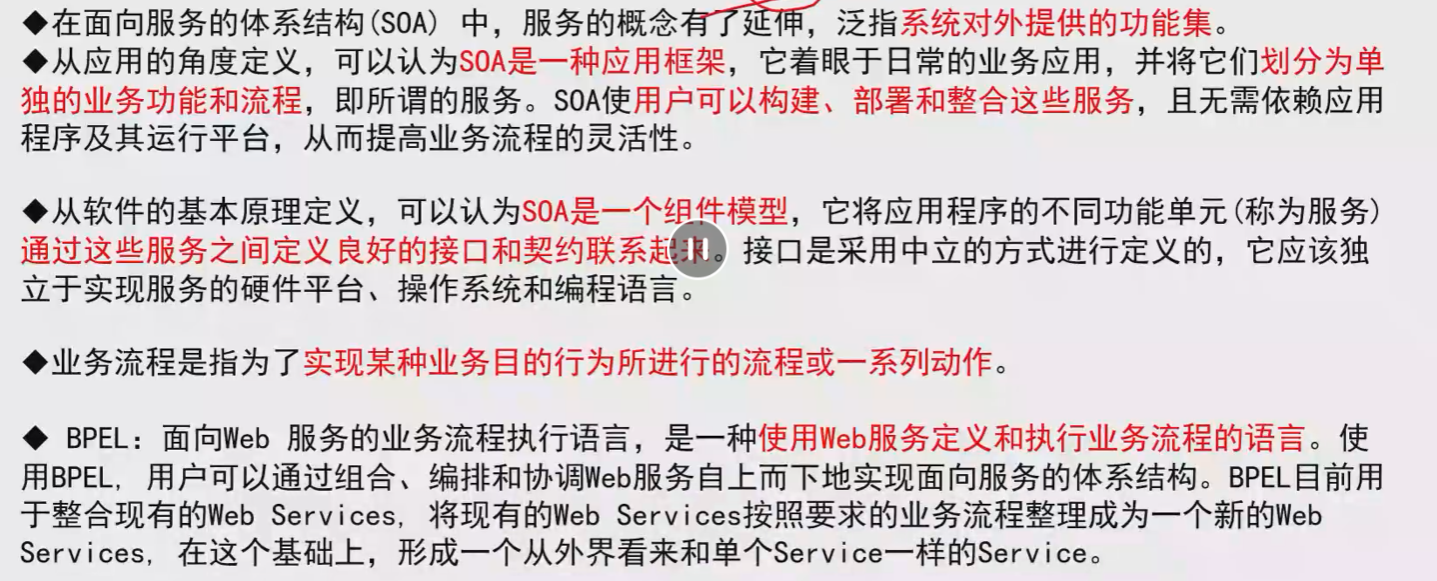 ◆在面向服务的体系结构(SOA) 中，服务的概念有了延伸，泛指系统对外提供的功能集。
◆从应用的角度定义，可以认为SOA是一种应用框架，它着眼于日常的业务应用，并将它们划分为单
独的业务功能和流程，即所谓的服务。SOA使用户可以构建、部署和整合这些服务，且无需依赖应用
程序及其运行平台，从而提高业务流程的灵活性。
◆从软件的基本原理定义，可以认为SOA是一个组件模型，它将应用程序的不同功能单元(称为服务)
通过这些服务之间定义良好的接口和契约联系起来。接口是采用中立的方式进行定义的，它应该独
立于实现服务的硬件平台、操作系统和编程语言。
◆业务流程是指为了实现某种业务目的行为所进行的流程或一系列动作。
◆ BPEL：面向Web 服务的业务流程执行语言，是一种使用Web服务定义和执行业务流程的语言。使
用BPEL, 用户可以通过组合、编排和协调Web服务自上而下地实现面向服务的体系结构。BPEL目前用
于整合现有的Web Services, 将现有的Web Services按照要求的业务流程整理成为一个新的Web
Services, 在这个基础上，形成一个从外界看来和单个Service一样的Service。